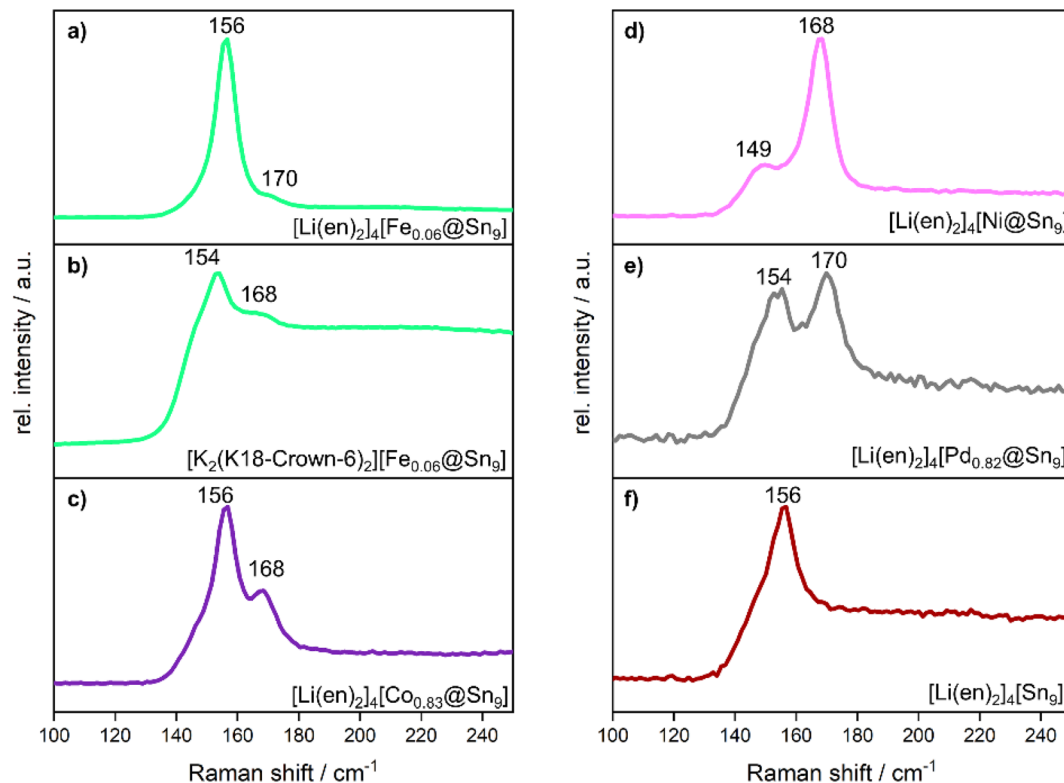 a)
156
170
[Li(en)₂]₄[Fe₀.₀₆@Sn₉]
b)
154
168
[K₂(K18-Crown-6)₂][Fe₀.₀₆@Sn₉]
c)
156
168
[Li(en)₂]₄[Co₀.₈₃@Sn₉]
100 120 140 160 180 200 220 240
Raman shift / cm⁻¹
rel. intensity / a.u.
d)
168
149
[Li(en)₂]₄[Ni@Sn₉]
e)
154
170
[Li(en)₂]₄[Pd₀.₈₂@Sn₉]
f)
156
[Li(en)₂]₄[Sn₉]
100 120 140 160 180 200 220 240
Raman shift / cm⁻¹
rel. intensity / a.u.